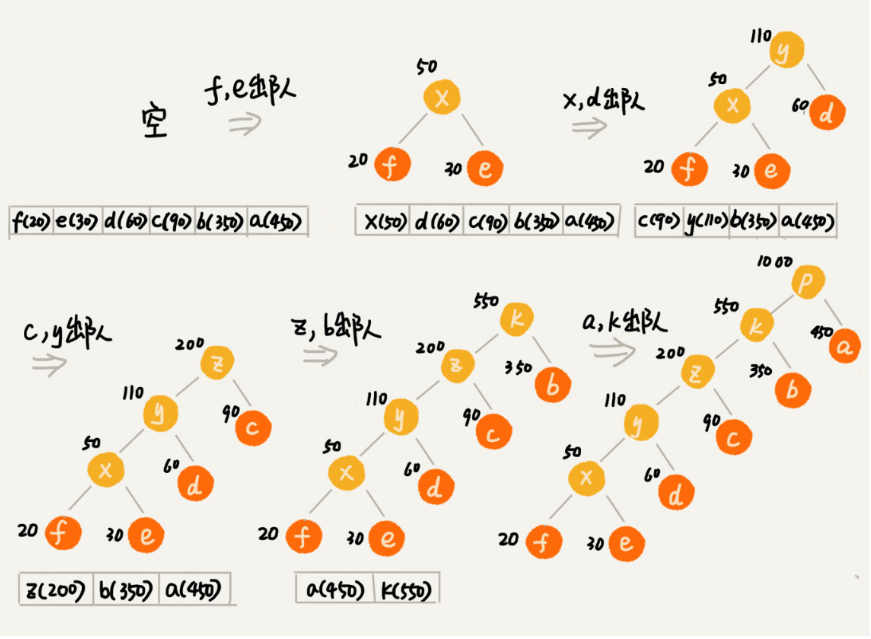 空
f,e出队
50
x
20 f
30 e
x,d出队
110 y
50 x
60 d
20 f
30 e
f(20) e(30) d(60) c(90) b(350) a(450)
x(50) d(60) c(90) b(350) a(450)
c(90) y(110) b(350) a(450)
c,y出队
200 z
110 y
90 c
50 x
60 d
20 f
30 e
z(200) b(350) a(450)
z,b出队
550 k
200 z
350 b
110 y
90 c
50 x
60 d
20 f
30 e
a(450) k(550)
a,k出队
1000 p
550 k
450 a
200 z
350 b
110 y
90 c
50 x
60 d
20 f
30 e